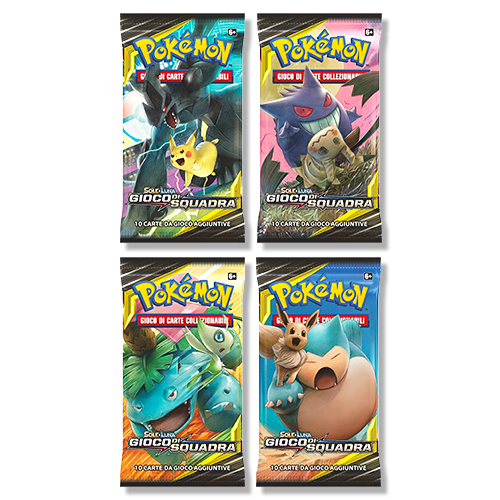 6+
POKéMON
GIOCO DI CARTE COLLEZIONABILI
SOLE E LUNA
GIOCO DI SQUADRA
10 CARTE DA GIOCO AGGIUNTIVE
6+
POKéMON
GIOCO DI CARTE COLLEZIONABILI
SOLE E LUNA
GIOCO DI SQUADRA
10 CARTE DA GIOCO AGGIUNTIVE
6+
POKéMON
GIOCO DI CARTE COLLEZIONABILI
SOLE E LUNA
GIOCO DI SQUADRA
10 CARTE DA GIOCO AGGIUNTIVE
6+
POKéMON
GIOCO DI CARTE COLLEZIONABILI
SOLE E LUNA
GIOCO DI SQUADRA
10 CARTE DA GIOCO AGGIUNTIVE